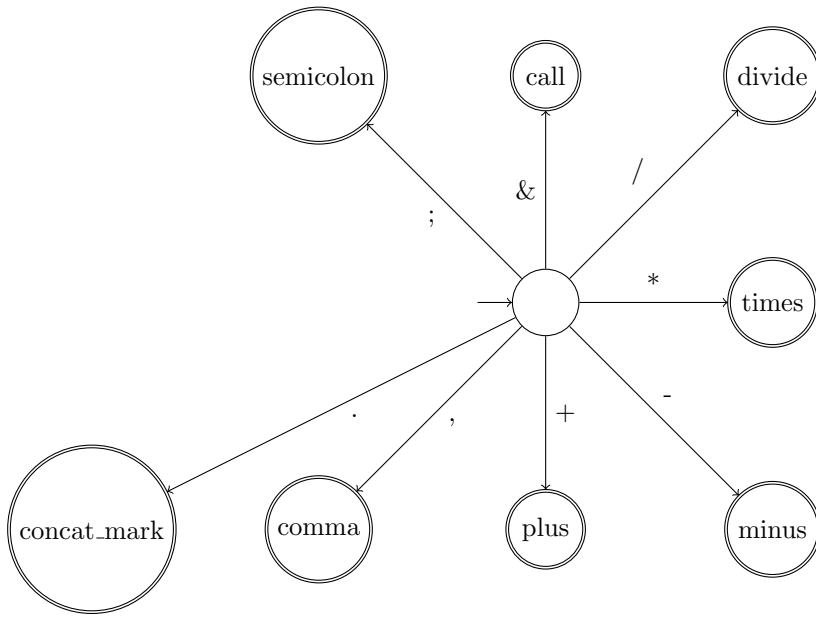 semicolon
call
divide
/
&
;
*
times
-
.
,
+
concat_mark
comma
plus
minus